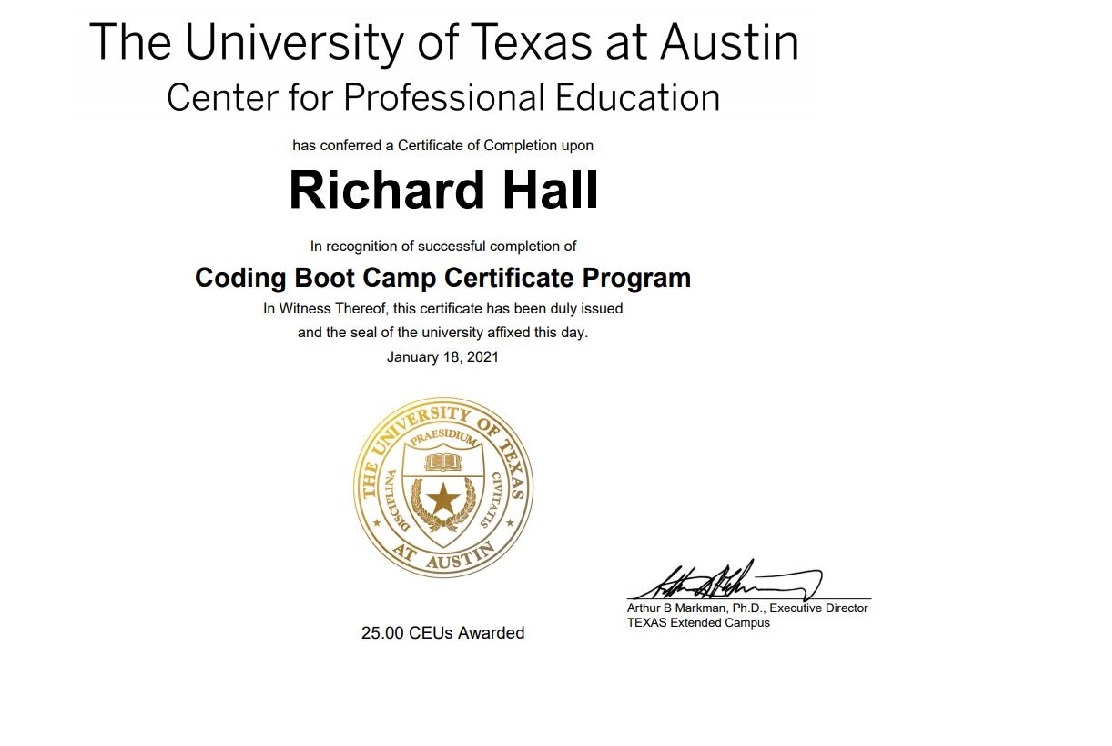 The University of Texas at Austin
Center for Professional Education
has conferred a Certificate of Completion upon
Richard Hall
In recognition of successful completion of
Coding Boot Camp Certificate Program
In Witness Thereof, this certificate has been duly issued
and the seal of the university affixed this day.
January 18, 2021
THE UNIVERSITY OF TEXAS
PRAESIDIUM
DISCIPLINA
CIVITATIS
AT AUSTIN
Arthur B Markman, Ph.D., Executive Director
TEXAS Extended Campus
25.00 CEUs Awarded